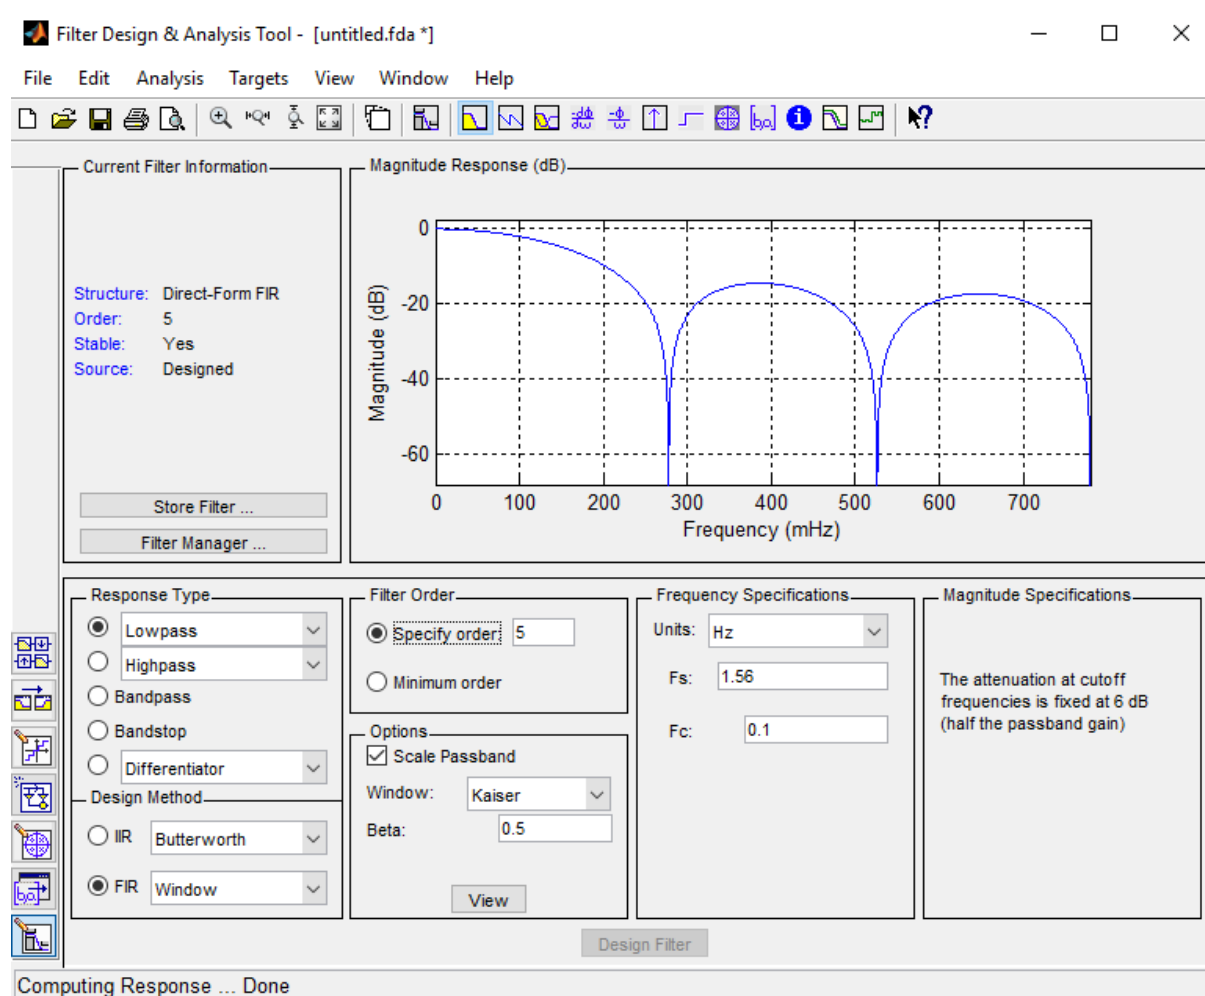 Filter Design & Analysis Tool - [untitled.fda *]
File Edit Analysis Targets View Window Help
Current Filter Information
Structure: Direct-Form FIR
Order: 5
Stable: Yes
Source: Designed
Store Filter ...
Filter Manager ...
Magnitude Response (dB)
Magnitude (dB)
0
-20
-40
-60
0 100 200 300 400 500 600 700
Frequency (mHz)
Response Type
Lowpass
Highpass
Bandpass
Bandstop
Differentiator
Design Method
IIR Butterworth
FIR Window
Filter Order
Specify order: 5
Minimum order
Options
Scale Passband
Window: Kaiser
Beta: 0.5
View
Frequency Specifications
Units: Hz
Fs: 1.56
Fc: 0.1
Magnitude Specifications
The attenuation at cutoff
frequencies is fixed at 6 dB
(half the passband gain)
Design Filter
Computing Response ... Done